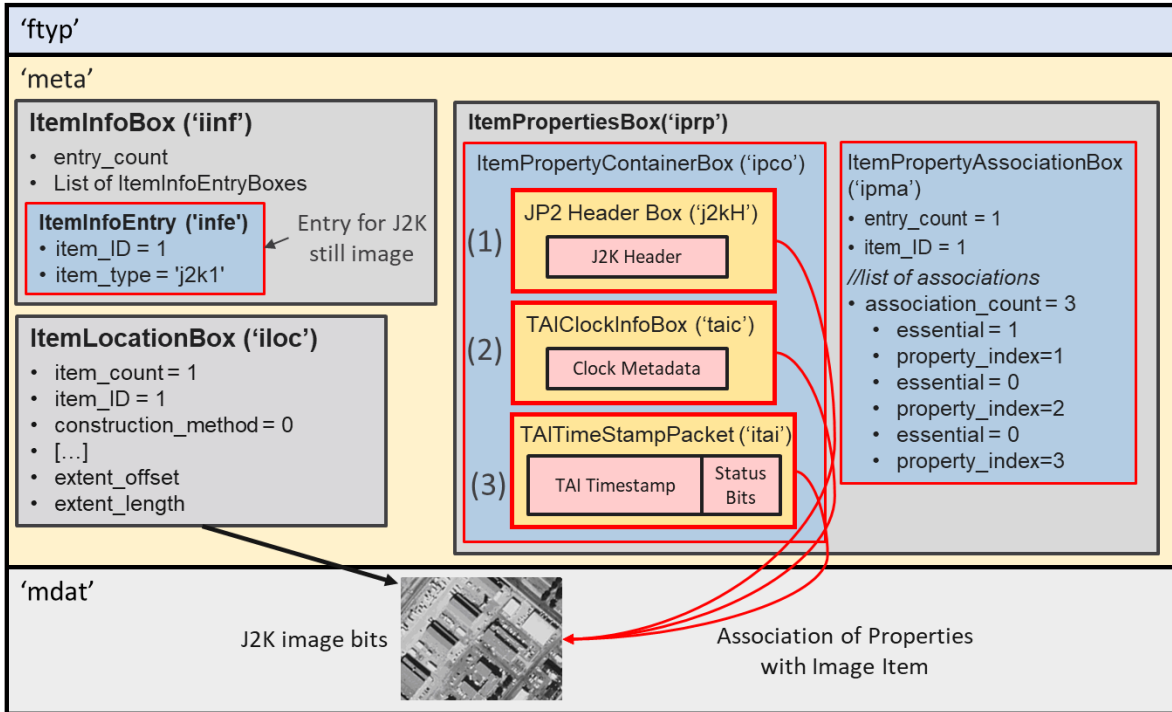 ‘ftyp’
‘meta’
ItemInfoBox (‘iinf’)
• entry_count
• List of ItemInfoEntryBoxes
ItemInfoEntry ('infe')
• item_ID = 1
• item_type = 'j2k1'
Entry for J2K
still image
ItemLocationBox (‘iloc’)
• item_count = 1
• item_ID = 1
• construction_method = 0
• […]
• extent_offset
• extent_length
ItemPropertiesBox(‘iprp’)
ItemPropertyContainerBox (‘ipco’)
(1)
JP2 Header Box (‘j2kH’)
J2K Header
(2)
TAIClockInfoBox (‘taic’)
Clock Metadata
(3)
TAITimeStampPacket (‘itai’)
TAI Timestamp
Status
Bits
ItemPropertyAssociationBox
(‘ipma’)
• entry_count = 1
• item_ID = 1
//list of associations
• association_count = 3
• essential = 1
• property_index=1
• essential = 0
• property_index=2
• essential = 0
• property_index=3
‘mdat’
J2K image bits
Association of Properties
with Image Item